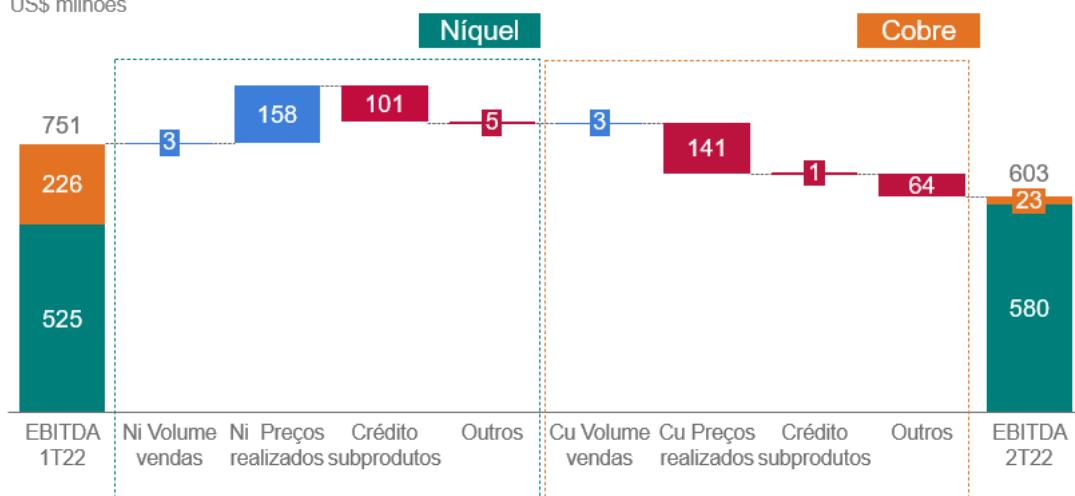 US$ milhões
Níquel
Cobre
751
226
525
3
158
101
5
3
141
1
64
603
23
580
EBITDA 1T22
Ni Volume vendas
Ni Preços realizados
Crédito subprodutos
Outros
Cu Volume vendas
Cu Preços realizados
Crédito subprodutos
Outros
EBITDA 2T22